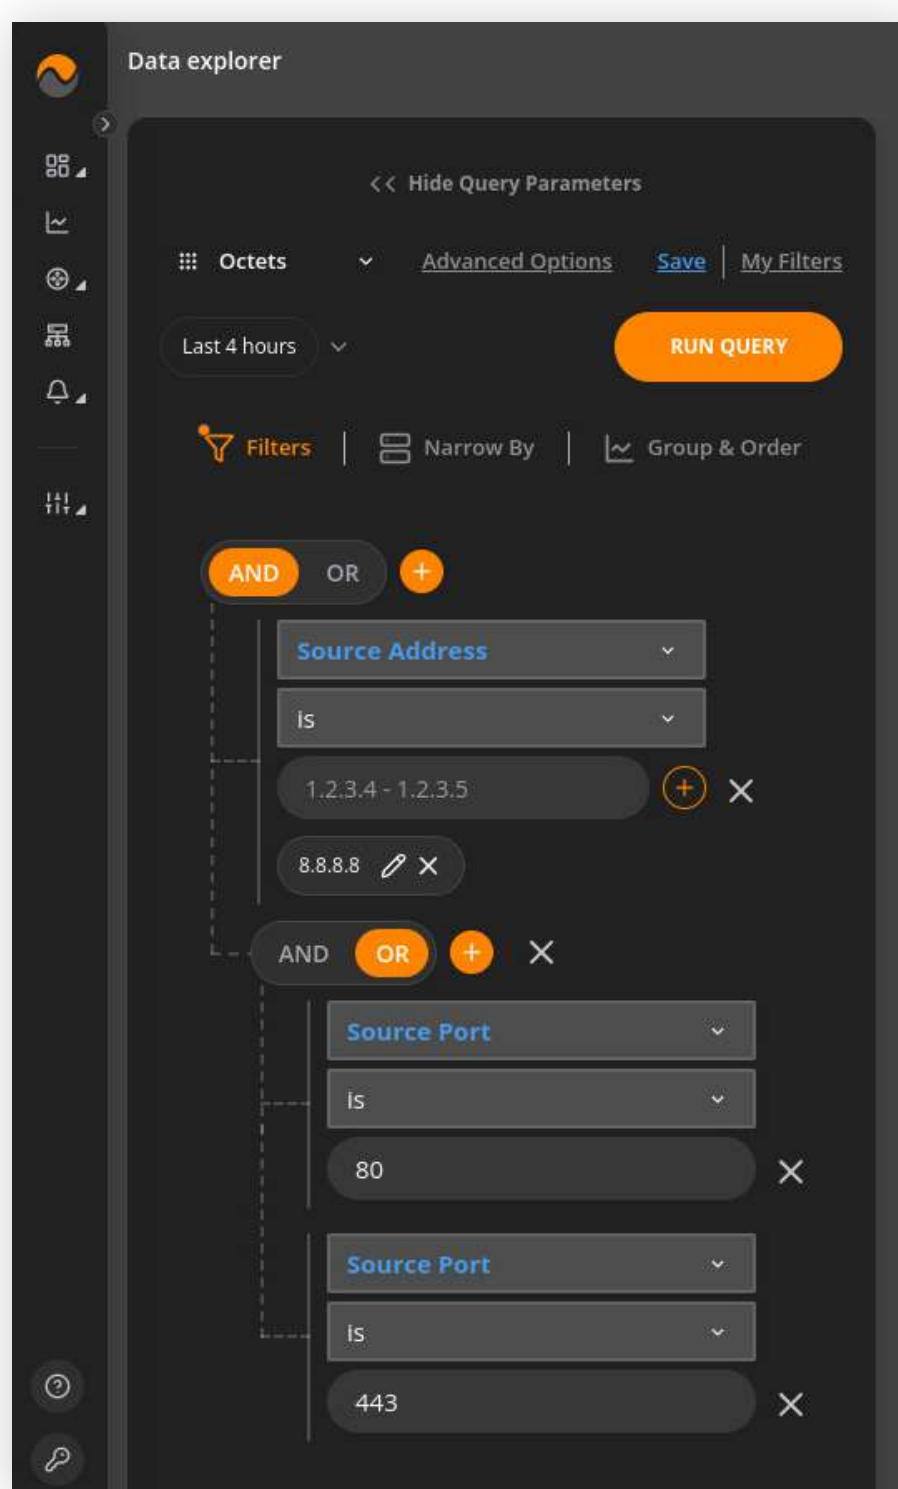 Data explorer
<< Hide Query Parameters
Octets Advanced Options Save | My Filters
Last 4 hours RUN QUERY
Filters | Narrow By | Group & Order
AND OR +
Source Address
is
1.2.3.4 - 1.2.3.5 +
8.8.8.8
AND OR +
Source Port
is
80
Source Port
is
443
?